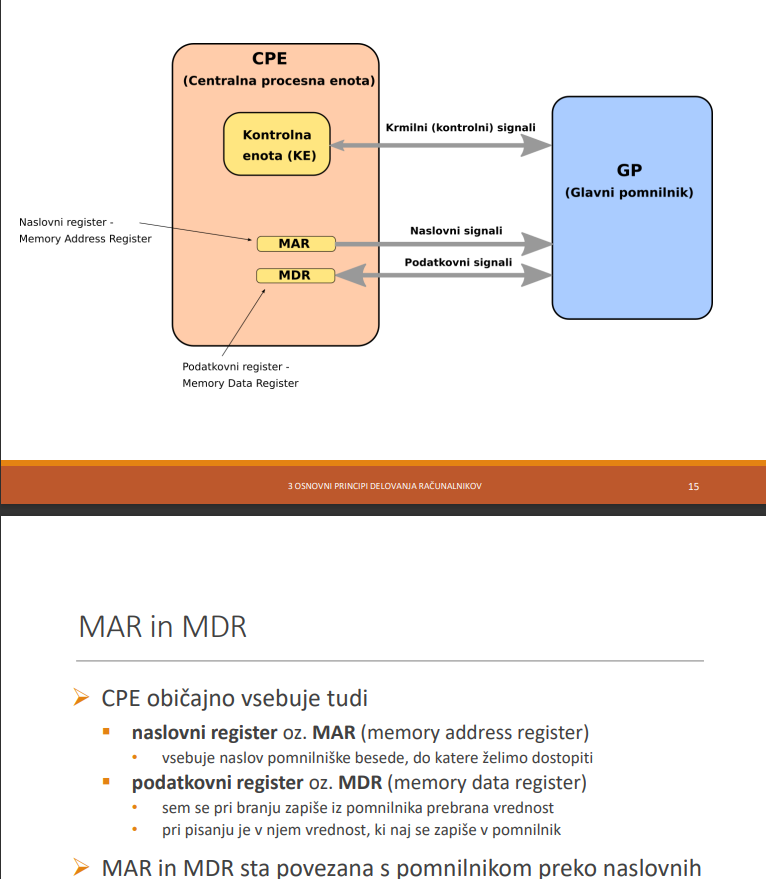 CPE
(Centralna procesna enota)
Kontrolna
enota (KE)
Krmilni (kontrolni) signali
GP
(Glavni pomnilnik)
Naslovni register -
Memory Address Register
MAR
Naslovni signali
MDR
Podatkovni signali
Podatkovni register -
Memory Data Register
3 OSNOVNI PRINCIPI DELOVANJA RAČUNALNIKOV
15
MAR in MDR
CPE običajno vsebuje tudi
naslovni register oz. MAR (memory address register)
vsebuje naslov pomnilniške besede, do katere želimo dostopiti
podatkovni register oz. MDR (memory data register)
sem se pri branju zapiše iz pomnilnika prebrana vrednost
pri pisanju je v njem vrednost, ki naj se zapiše v pomnilnik
MAR in MDR sta povezana s pomnilnikom preko naslovnih